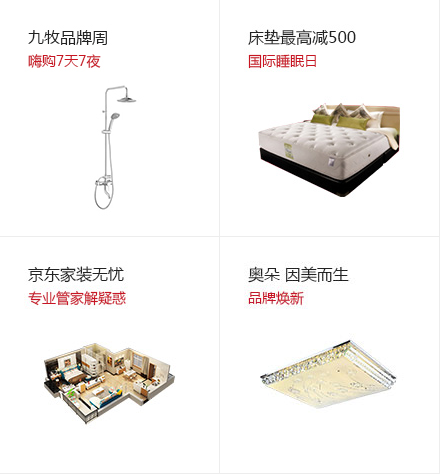 九牧品牌周
嗨购7天7夜
床垫最高减500
国际睡眠日
京东家装无忧
专业管家解疑惑
奥朵 因美而生
品牌焕新